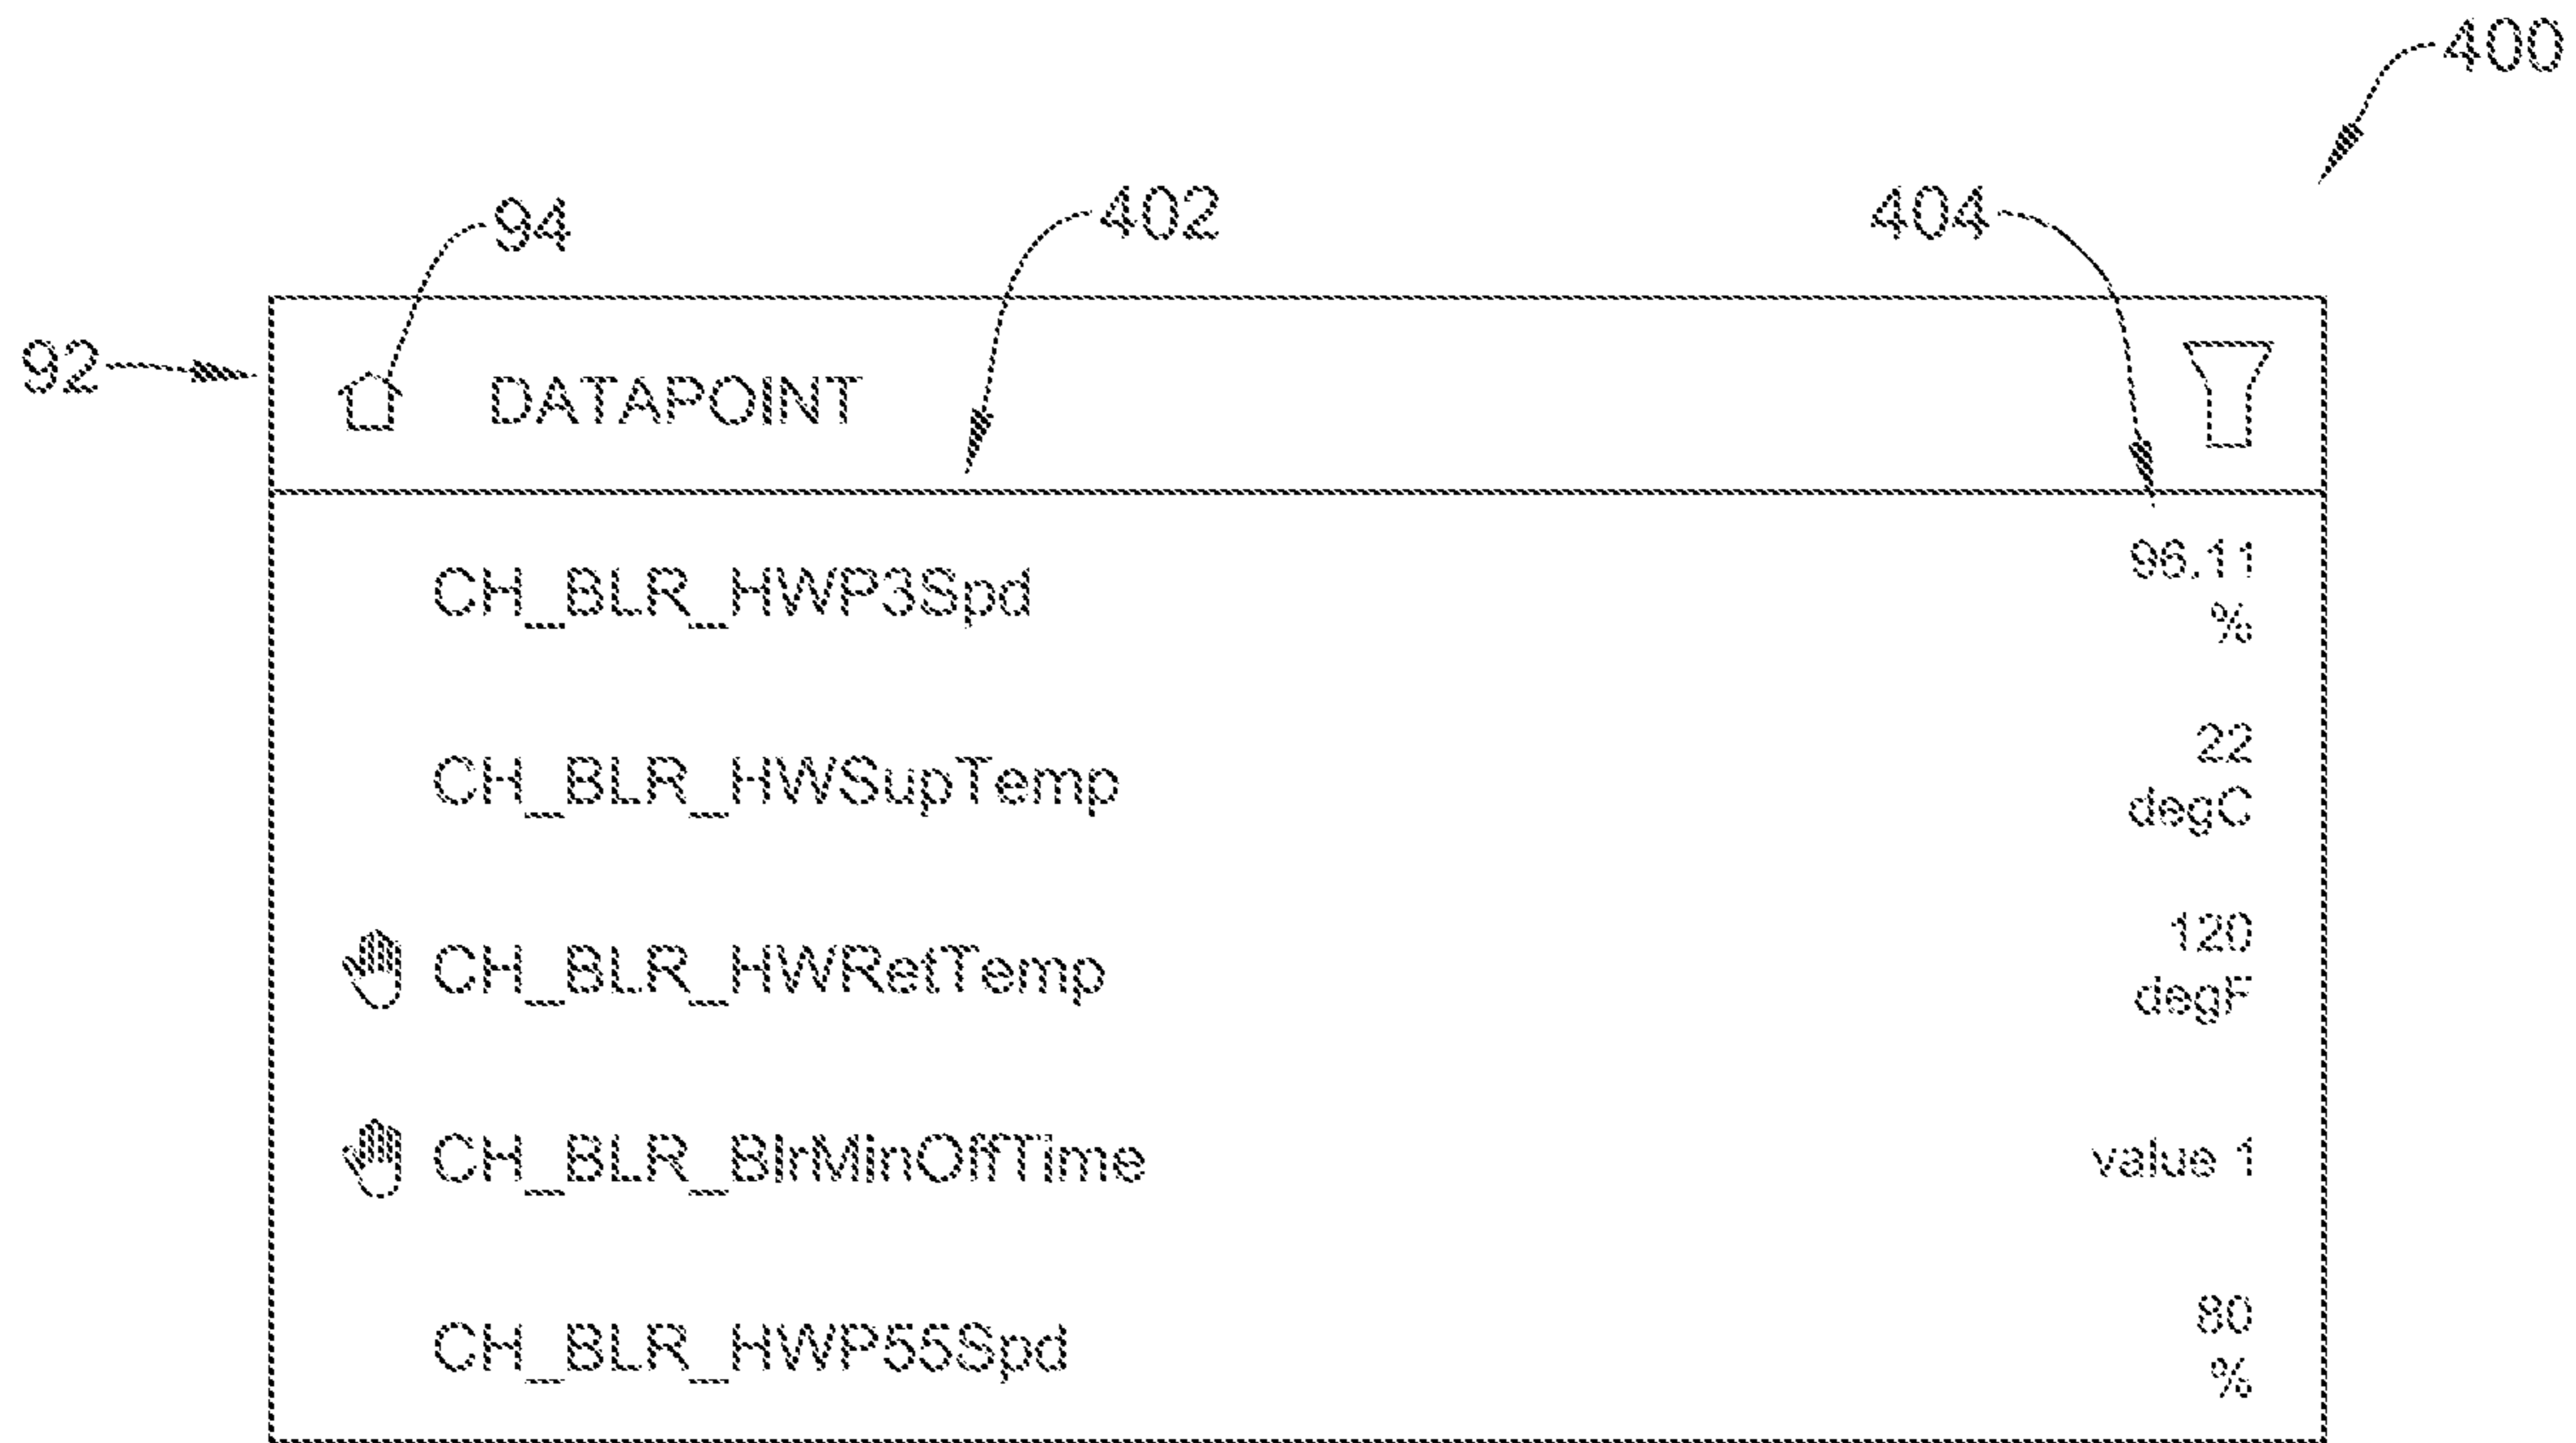 400
94
402
404
92
DATAPOINT
CH_BLR_HWP3Spd
96.11
%
CH_BLR_HWSupTemp
22
degC
CH_BLR_HWRetTemp
120
degF
CH_BLR_BlrMinOffTime
value 1
CH_BLR_HWP55Spd
80
%